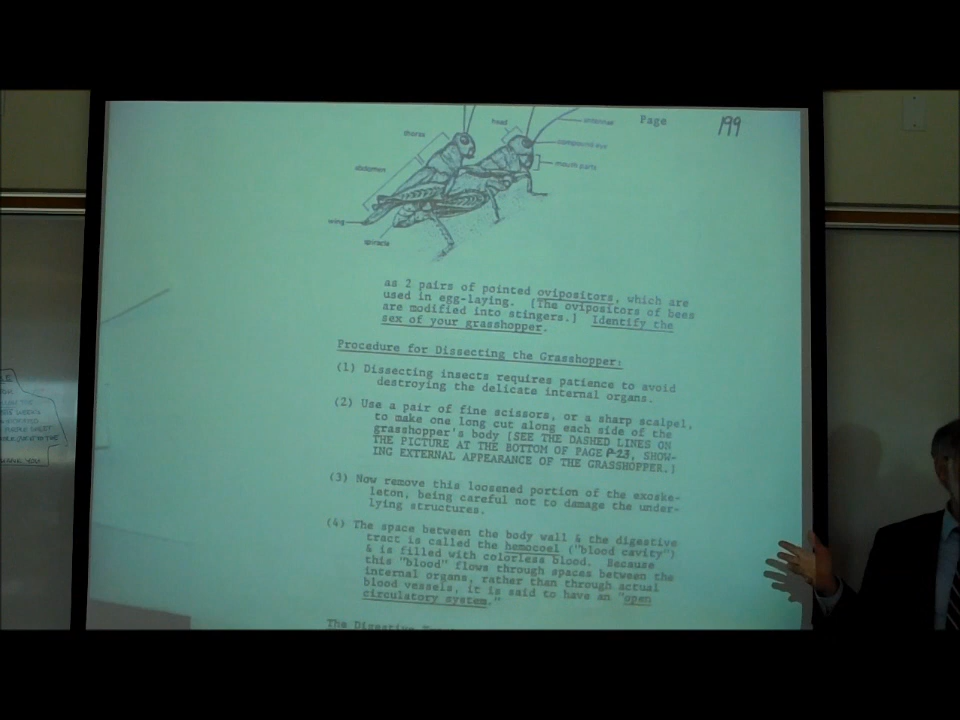 Page 199
head
antennae
thorax
compound eye
mouth parts
abdomen
wing
spiracle
as 2 pairs of pointed ovipositors, which are
used in egg-laying. [The ovipositors of bees
are modified into stingers.] Identify the
sex of your grasshopper.
Procedure for Dissecting the Grasshopper:
(1) Dissecting insects requires patience to avoid
destroying the delicate internal organs.
(2) Use a pair of fine scissors, or a sharp scalpel,
to make one long cut along each side of the
grasshopper's body [SEE THE DASHED LINES ON
THE PICTURE AT THE BOTTOM OF PAGE P-23, SHOW-
ING EXTERNAL APPEARANCE OF THE GRASSHOPPER.]
(3) Now remove this loosened portion of the exoske-
leton, being careful not to damage the under-
lying structures.
(4) The space between the body wall & the digestive
tract is called the hemocoel ("blood cavity")
& is filled with colorless blood. Because
this "blood" flows through spaces between the
internal organs, rather than through actual
blood vessels, it is said to have an "open
circulatory system."
The Digestive